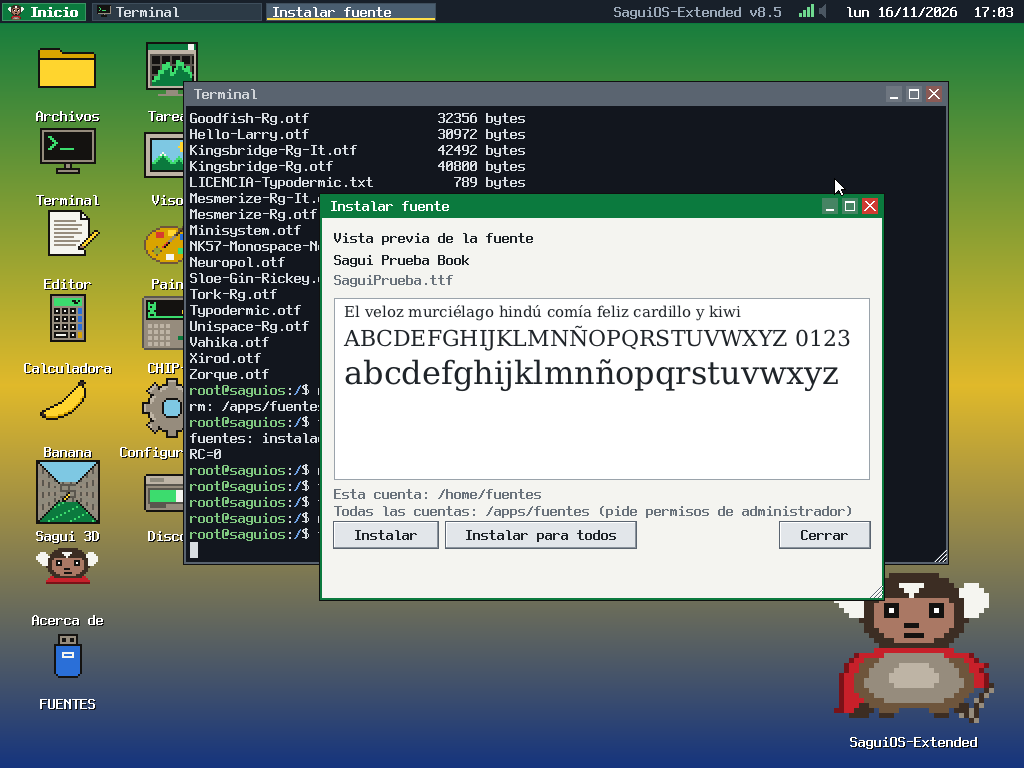 Inicio
Terminal
Instalar fuente
SaguiOS-Extended v8.5
lun 16/11/2026
17:03
Archivos
Terminal
Editor
Calculadora
Banana
Configur
Sagui 3D
Acerca de
FUENTES
Terminal
Goodfish-Rg.otf 32356 bytes
Hello-Larry.otf 30972 bytes
Kingsbridge-Rg-It.otf 42492 bytes
Kingsbridge-Rg.otf 40800 bytes
LICENCIA-Typodermic.txt 789 bytes
Mesmerize-Rg-It.
Mesmerize-Rg.otf
Minisystem.otf
NK57-Monospace-N
Neuropol.otf
Sloe-Gin-Rickey.
Tork-Rg.otf
Typodermic.otf
Unispace-Rg.otf
Vahika.otf
Xirod.otf
Zorque.otf
root@saguios:/$
rm: /apps/fuente
root@saguios:/$
fuentes: instala
RC=0
root@saguios:/$
root@saguios:/$
root@saguios:/$
root@saguios:/$
root@saguios:/$
Instalar fuente
Vista previa de la fuente
Sagui Prueba Book
SaguiPrueba.ttf
El veloz murciélago hindú comía feliz cardillo y kiwi
ABCDEFGHIJKLMNÑOPQRSTUVWXYZ 0123
abcdefghijklmnñopqrstuvwxyz
Esta cuenta: /home/fuentes
Todas las cuentas: /apps/fuentes (pide permisos de administrador)
Instalar
Instalar para todos
Cerrar
SaguiOS-Extended